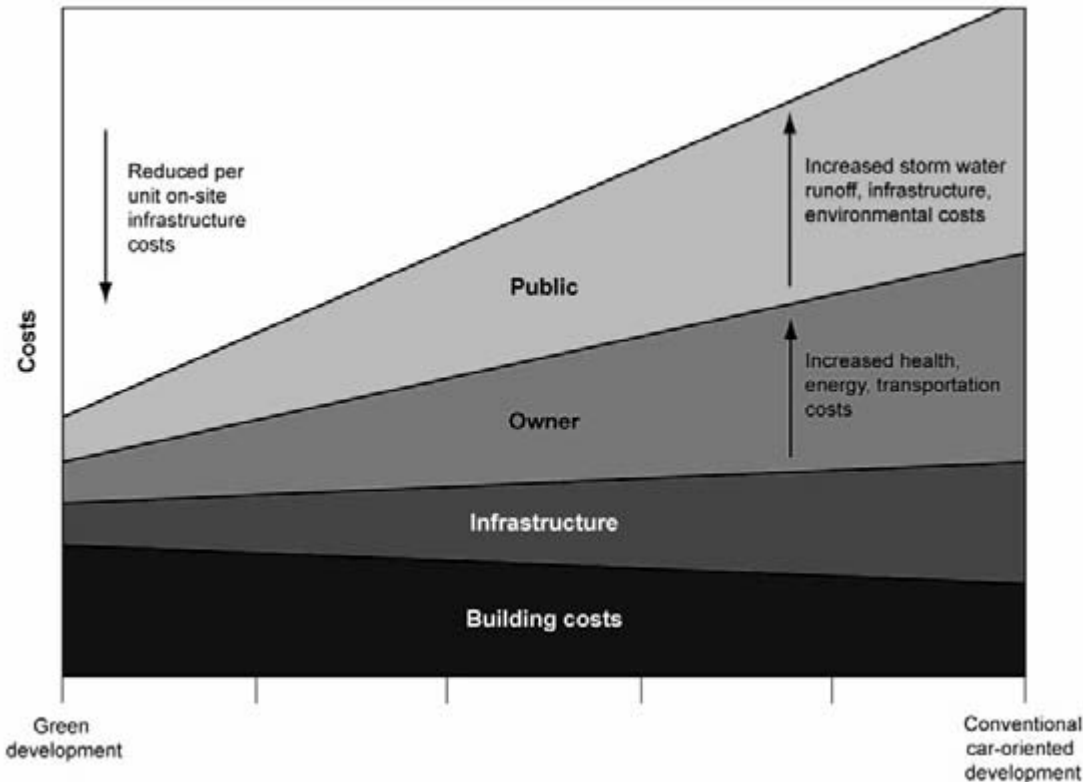 Costs
Reduced per
unit on-site
infrastructure
costs
Increased storm water
runoff, infrastructure,
environmental costs
Public
Increased health,
energy, transportation
costs
Owner
Infrastructure
Building costs
Green
development
Conventional
car-oriented
development